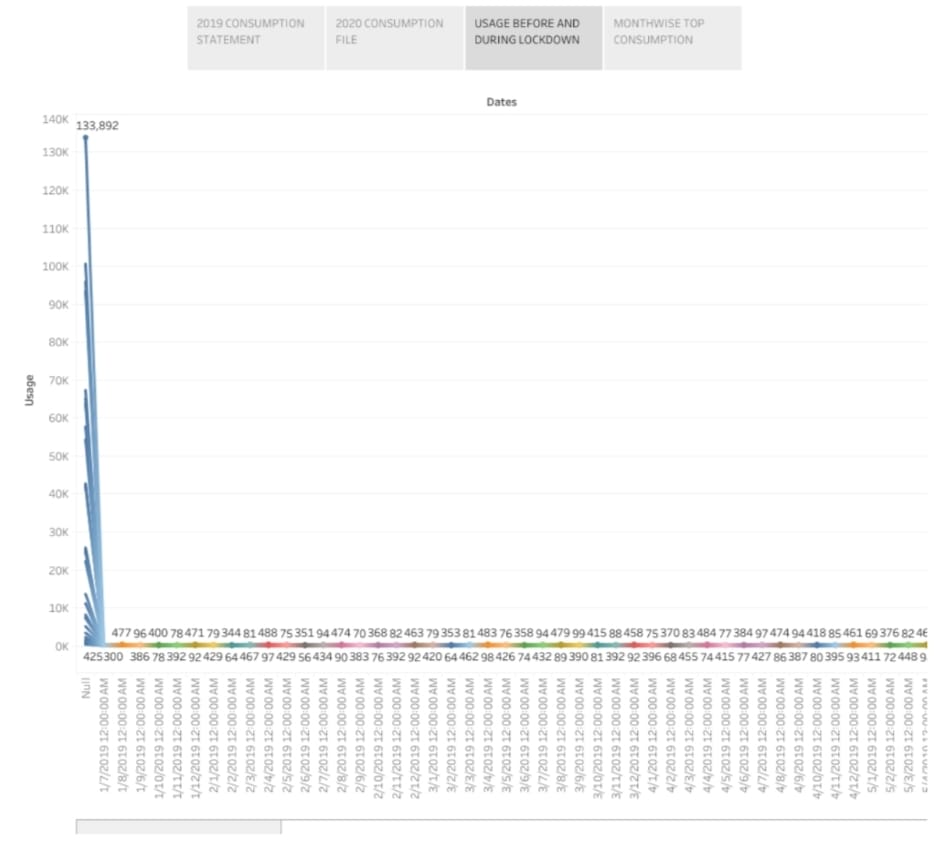 2019 CONSUMPTION
STATEMENT
2020 CONSUMPTION
FILE
USAGE BEFORE AND
DURING LOCKDOWN
MONTHWISE TOP
CONSUMPTION
Dates
140K
133,892
130K
120K
110K
100K
90K
80K
70K
60K
50K
40K
30K
20K
10K
0K
Usage
477 96 400 78 471 79 344 81 488 75 351 94 474 70 368 82 463 79 353 81 483 76 358 94 479 99 415 88 458 75 370 83 484 77 384 97 474 94 418 85 461 69 376 82 46
425 300 386 78 392 92 429 64 467 97 429 56 434 90 383 76 392 92 420 64 462 98 426 74 432 89 390 81 392 92 396 68 455 74 415 77 427 86 387 80 395 93 411 72 448 9
Null
1/7/2019 12:00:00 AM
1/8/2019 12:00:00 AM
1/9/2019 12:00:00 AM
1/10/2019 12:00:00 AM
1/11/2019 12:00:00 AM
1/12/2019 12:00:00 AM
2/1/2019 12:00:00 AM
2/2/2019 12:00:00 AM
2/3/2019 12:00:00 AM
2/4/2019 12:00:00 AM
2/5/2019 12:00:00 AM
2/6/2019 12:00:00 AM
2/7/2019 12:00:00 AM
2/8/2019 12:00:00 AM
2/9/2019 12:00:00 AM
2/10/2019 12:00:00 AM
2/11/2019 12:00:00 AM
2/12/2019 12:00:00 AM
3/1/2019 12:00:00 AM
3/2/2019 12:00:00 AM
3/3/2019 12:00:00 AM
3/4/2019 12:00:00 AM
3/5/2019 12:00:00 AM
3/6/2019 12:00:00 AM
3/7/2019 12:00:00 AM
3/8/2019 12:00:00 AM
3/9/2019 12:00:00 AM
3/10/2019 12:00:00 AM
3/11/2019 12:00:00 AM
3/12/2019 12:00:00 AM
4/1/2019 12:00:00 AM
4/2/2019 12:00:00 AM
4/3/2019 12:00:00 AM
4/4/2019 12:00:00 AM
4/5/2019 12:00:00 AM
4/6/2019 12:00:00 AM
4/7/2019 12:00:00 AM
4/8/2019 12:00:00 AM
4/9/2019 12:00:00 AM
4/10/2019 12:00:00 AM
4/11/2019 12:00:00 AM
4/12/2019 12:00:00 AM
5/1/2019 12:00:00 AM
5/2/2019 12:00:00 AM
5/3/2019 12:00:00 AM